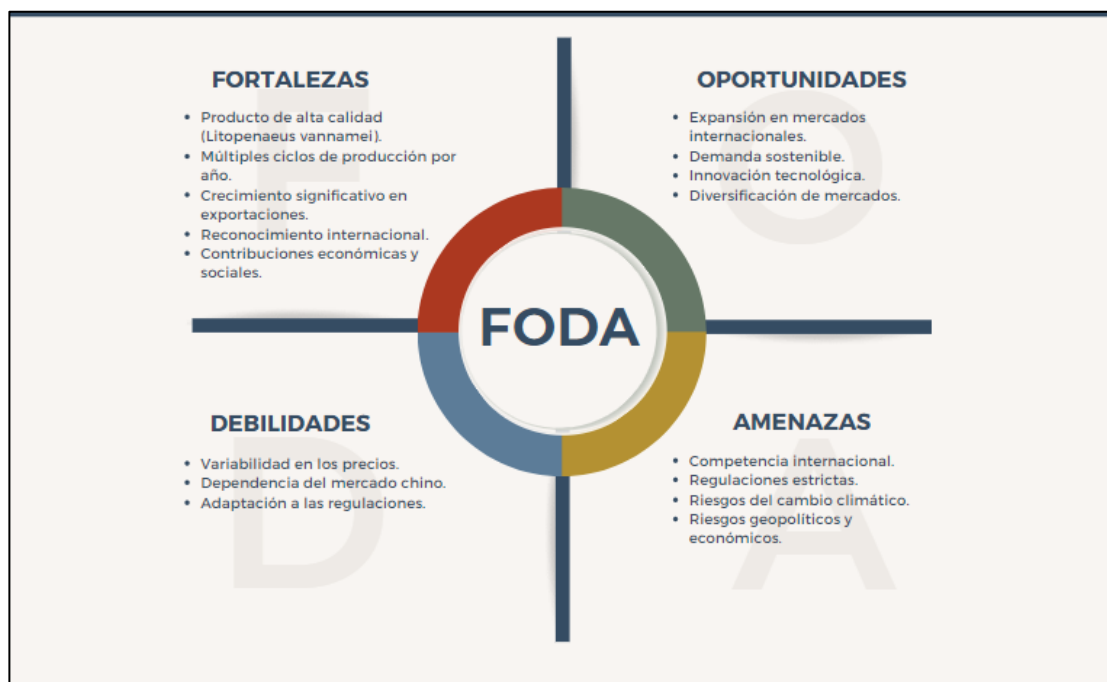 FORTALEZAS
• Producto de alta calidad
(Litopenaeus vannamei).
• Múltiples ciclos de producción por
año.
• Crecimiento significativo en
exportaciones.
• Reconocimiento internacional.
• Contribuciones económicas y
sociales.
OPORTUNIDADES
• Expansión en mercados
internacionales.
• Demanda sostenible.
• Innovación tecnológica.
• Diversificación de mercados.
FODA
DEBILIDADES
• Variabilidad en los precios.
• Dependencia del mercado chino.
• Adaptación a las regulaciones.
AMENAZAS
• Competencia internacional.
• Regulaciones estrictas.
• Riesgos del cambio climático.
• Riesgos geopolíticos y
económicos.
F
O
D
A